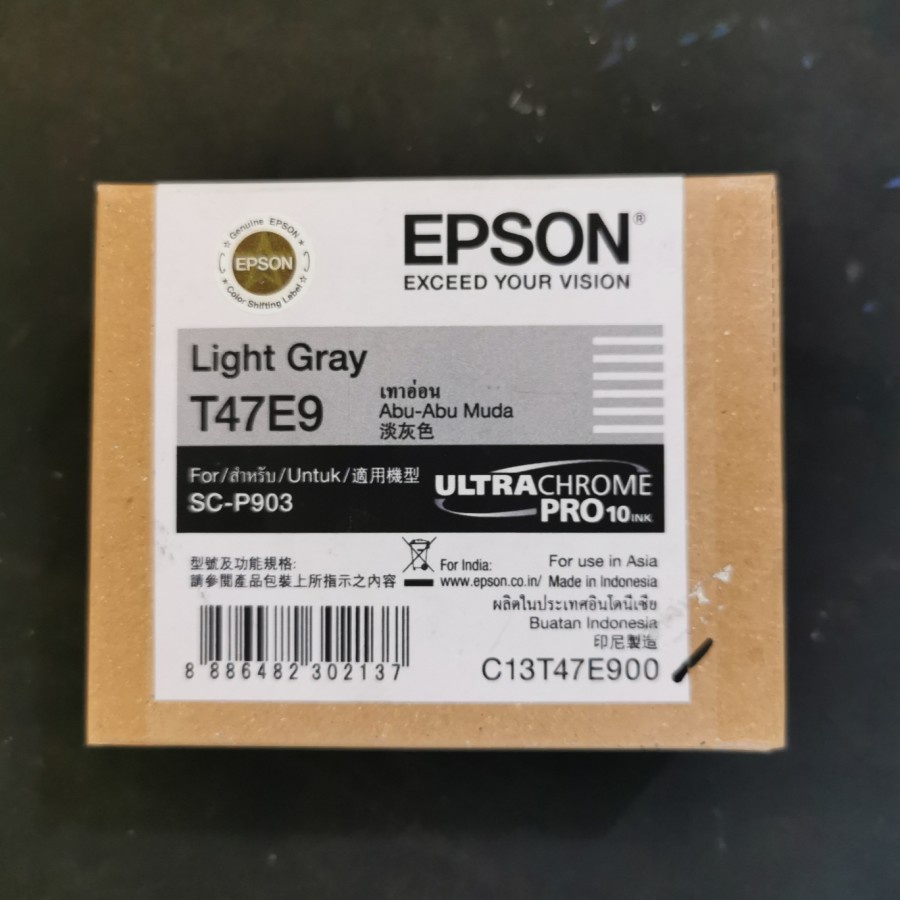 Genuine EPSON
EPSON
Color Shifting Label
EPSON®
EXCEED YOUR VISION
Light Gray
T47E9
เทาอ่อน
Abu-Abu Muda
淡灰色
For/สำหรับ/Untuk/適用機型
SC-P903
ULTRACHROME
PRO10 INK
型號及功能規格:
請參閱產品包裝上所指示之內容
For India:
www.epson.co.in/
For use in Asia
Made in Indonesia
ผลิตในประเทศอินโดนีเซีย
Buatan Indonesia
印尼製造
8 886482 302137
C13T47E900